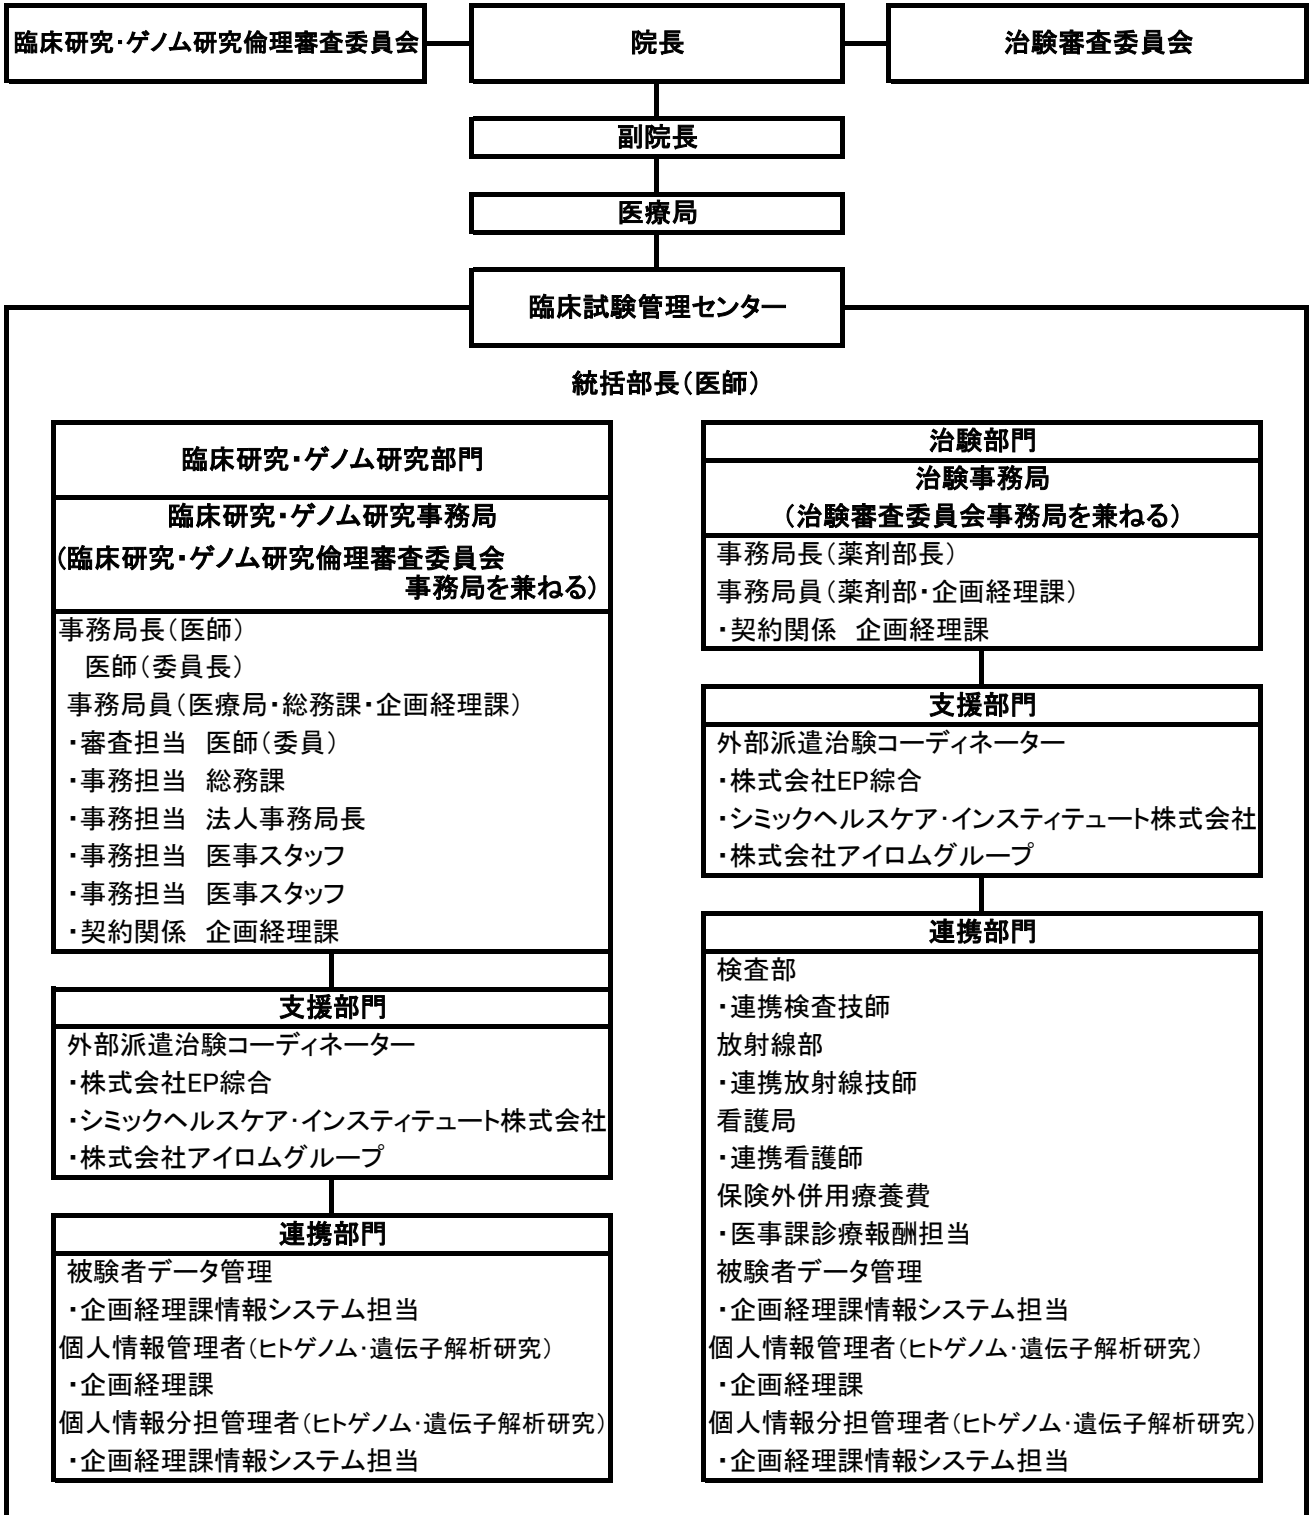 臨床研究・ゲノム研究倫理審査委員会
院長
治験審査委員会
副院長
医療局
臨床試験管理センター
統括部長（医師）
臨床研究・ゲノム研究部門
臨床研究・ゲノム研究事務局
(臨床研究・ゲノム研究倫理審査委員会
事務局を兼ねる）
事務局長（医師）
医師（委員長）
事務局員（医療局・総務課・企画経理課）
・審査担当　医師（委員）
・事務担当　総務課
・事務担当　法人事務局長
・事務担当　医事スタッフ
・事務担当　医事スタッフ
・契約関係　企画経理課
支援部門
外部派遣治験コーディネーター
・株式会社EP綜合
・シミックヘルスケア・インスティテュート株式会社
・株式会社アイロムグループ
連携部門
被験者データ管理
・企画経理課情報システム担当
個人情報管理者（ヒトゲノム・遺伝子解析研究）
・企画経理課
個人情報分担管理者（ヒトゲノム・遺伝子解析研究）
・企画経理課情報システム担当
治験部門
治験事務局
（治験審査委員会事務局を兼ねる）
事務局長（薬剤部長）
事務局員（薬剤部・企画経理課）
・契約関係　企画経理課
支援部門
外部派遣治験コーディネーター
・株式会社EP綜合
・シミックヘルスケア・インスティテュート株式会社
・株式会社アイロムグループ
連携部門
検査部
・連携検査技師
放射線部
・連携放射線技師
看護局
・連携看護師
保険外併用療養費
・医事課診療報酬担当
被験者データ管理
・企画経理課情報システム担当
個人情報管理者（ヒトゲノム・遺伝子解析研究）
・企画経理課
個人情報分担管理者（ヒトゲノム・遺伝子解析研究）
・企画経理課情報システム担当